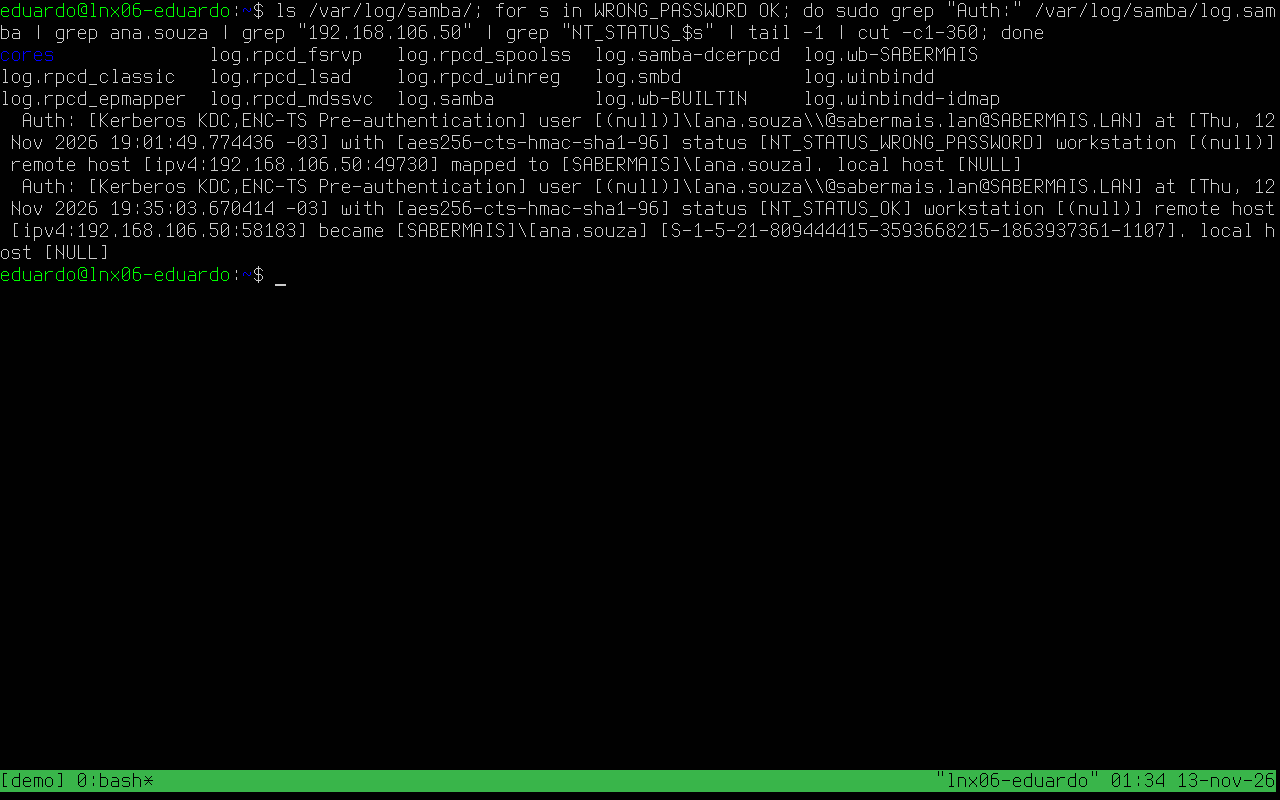 eduardo@lnx06-eduardo:~$ ls /var/log/samba/; for s in WRONG_PASSWORD OK; do sudo grep "Auth:" /var/log/samba/log.sam
ba | grep ana.souza | grep "192.168.106.50" | grep "NT_STATUS_$s" | tail -1 | cut -c1-360; done
cores log.rpcd_fsrvp log.rpcd_spoolss log.samba-dcerpcd log.wb-SABERMAIS
log.rpcd_classic log.rpcd_lsad log.rpcd_winreg log.smbd log.winbindd
log.rpcd_epmapper log.rpcd_mdssvc log.samba log.wb-BUILTIN log.winbindd-idmap
Auth: [Kerberos KDC,ENC-TS Pre-authentication] user [(null)]\[ana.souza\\@sabermais.lan@SABERMAIS.LAN] at [Thu, 12
Nov 2026 19:01:49.774436 -03] with [aes256-cts-hmac-sha1-96] status [NT_STATUS_WRONG_PASSWORD] workstation [(null)]
remote host [ipv4:192.168.106.50:49730] mapped to [SABERMAIS]\[ana.souza]. local host [NULL]
Auth: [Kerberos KDC,ENC-TS Pre-authentication] user [(null)]\[ana.souza\\@sabermais.lan@SABERMAIS.LAN] at [Thu, 12
Nov 2026 19:35:03.670414 -03] with [aes256-cts-hmac-sha1-96] status [NT_STATUS_OK] workstation [(null)] remote host
[ipv4:192.168.106.50:58183] became [SABERMAIS]\[ana.souza] [S-1-5-21-809444415-3593668215-1863937361-1107]. local h
ost [NULL]
eduardo@lnx06-eduardo:~$ _
[demo] 0:bash* "lnx06-eduardo" 01:34 13-nov-26